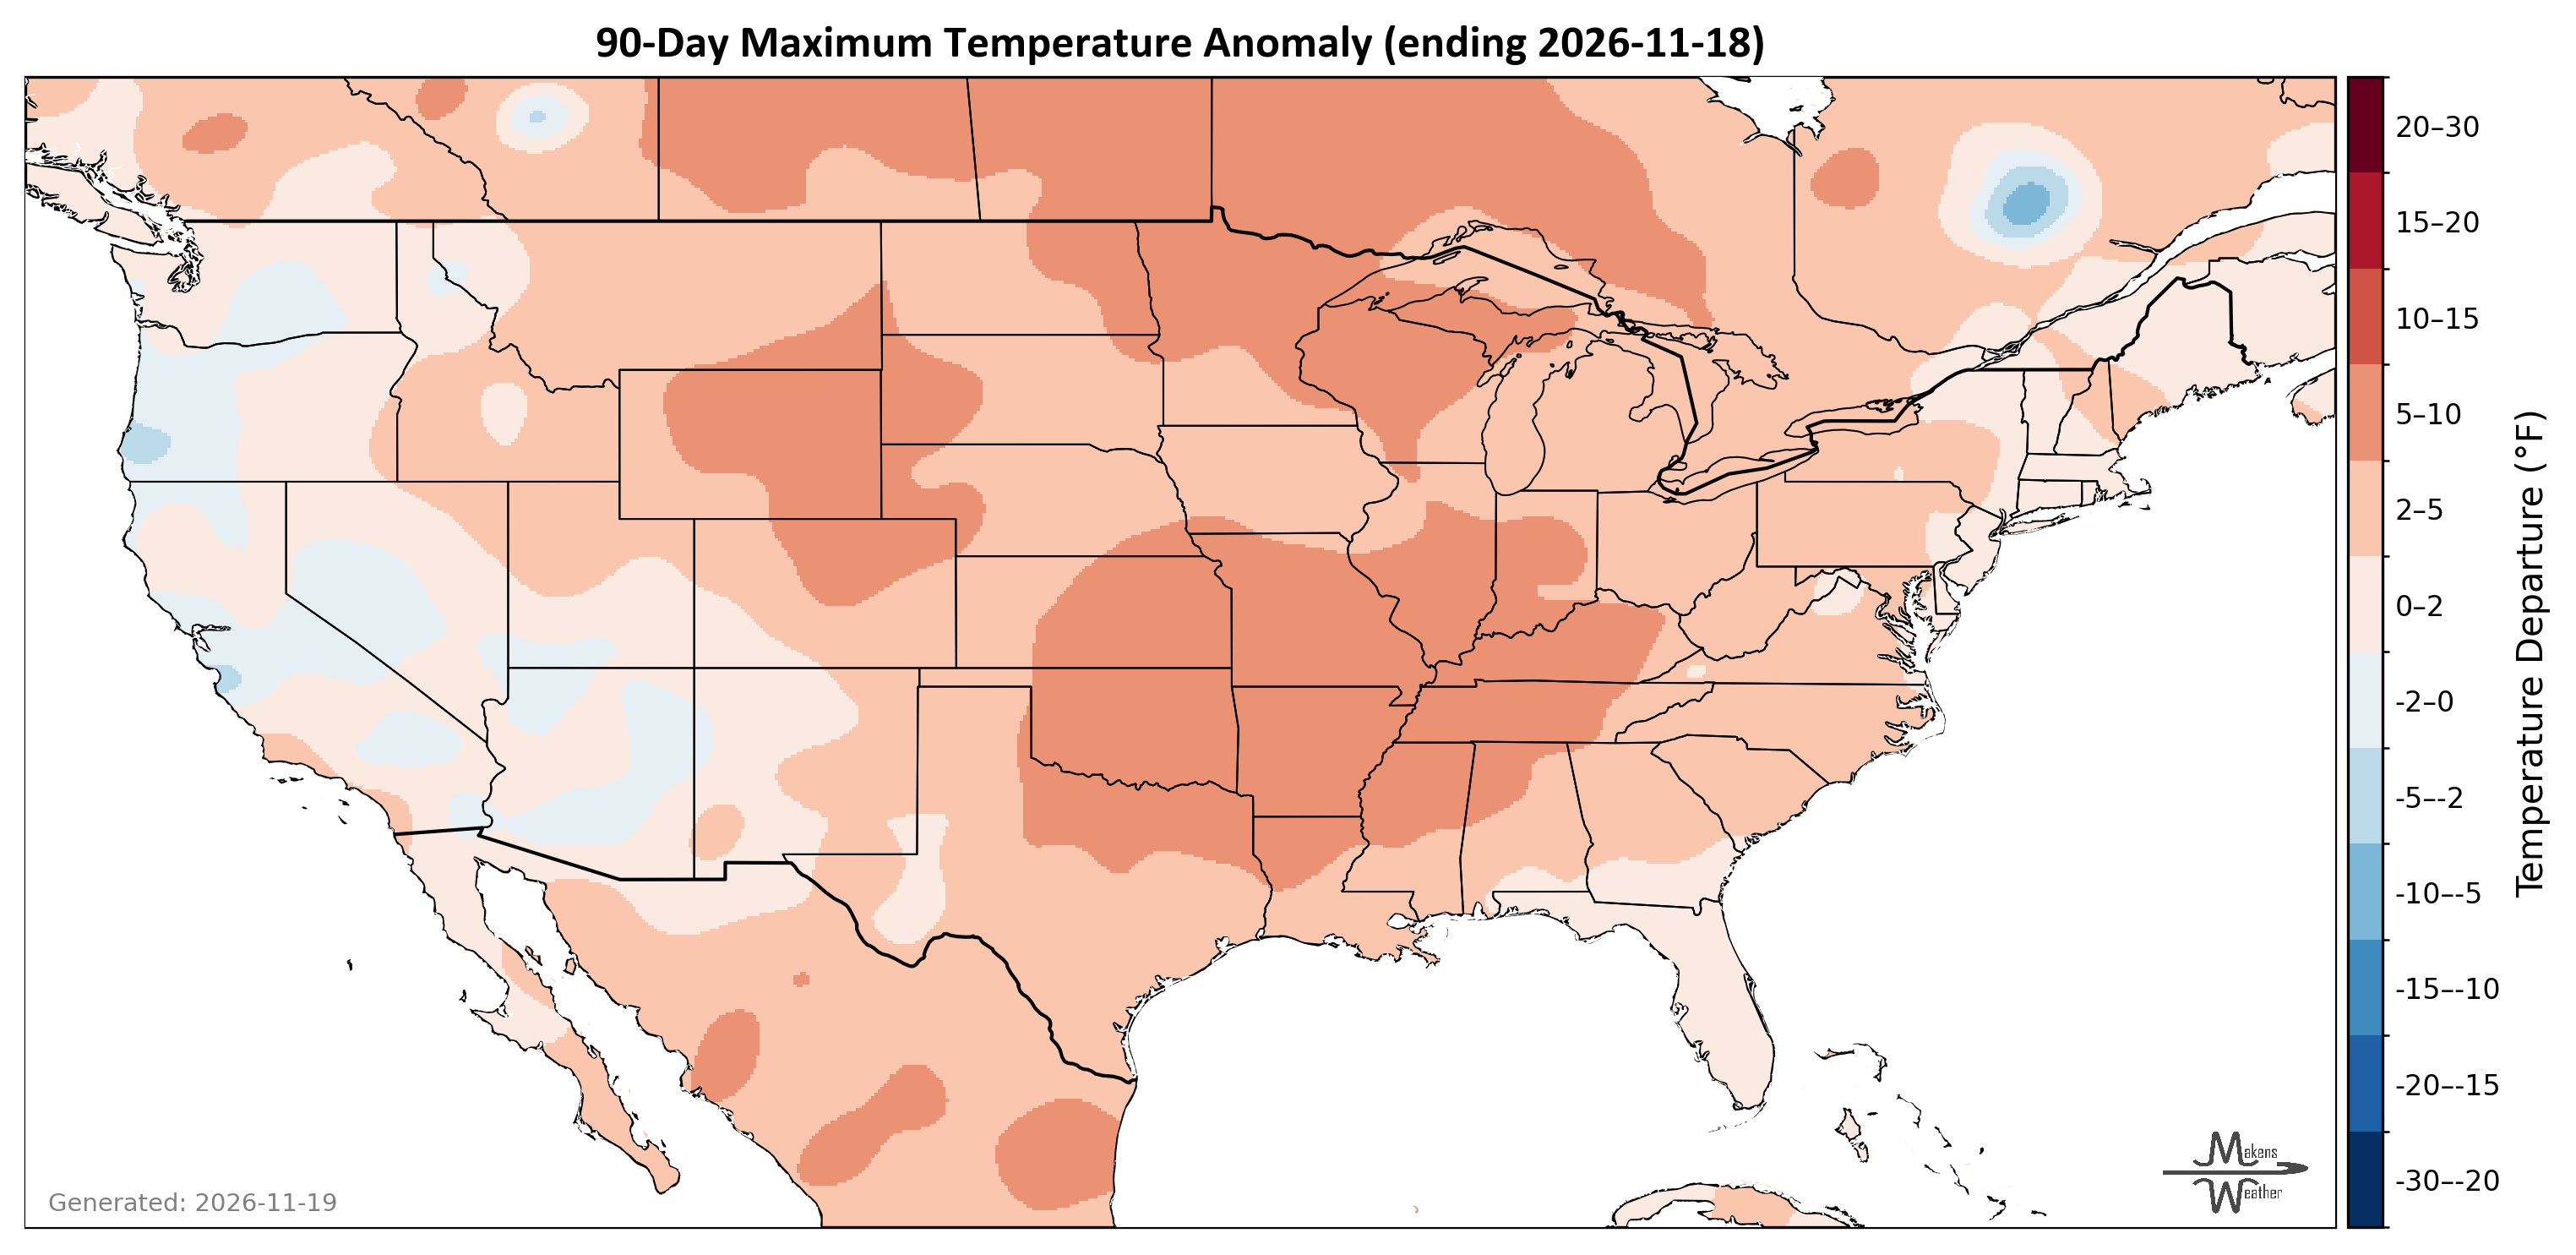 90-Day Maximum Temperature Anomaly (ending 2026-11-18)
20–30
15–20
10–15
5–10
2–5
0–2
-2–0
-5–-2
-10–-5
-15–-10
-20–-15
-30–-20
Temperature Departure (°F)
Makens
Weather
Generated: 2026-11-19